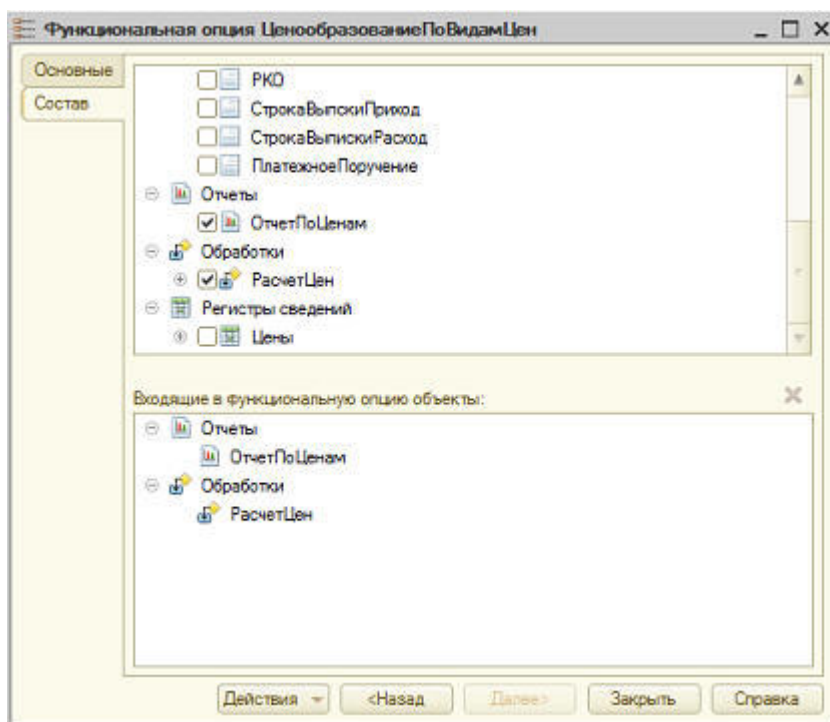 Функциональная опция ЦенообразованиеПоВидамЦен
Основные
Состав
РКО
СтрокаВыпскиПриход
СтрокаВыпискиРасход
ПлатежноеПоручение
Отчеты
ОтчетПоЦенам
Обработки
РасчетЦен
Регистры сведений
Цены
Входящие в функциональную опцию объекты:
Отчеты
ОтчетПоЦенам
Обработки
РасчетЦен
Действия <Назад Далее> Закрыть Справка